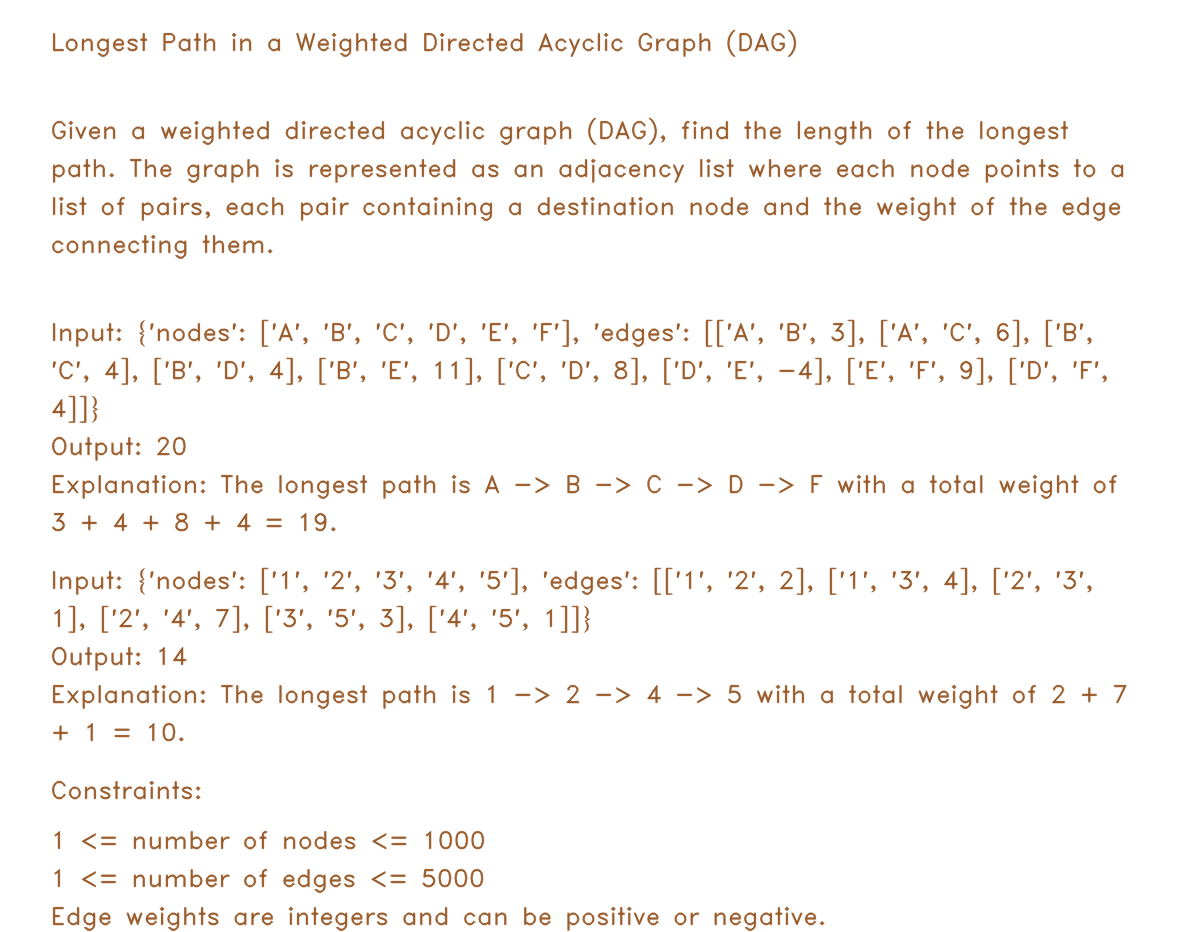 Longest Path in a Weighted Directed Acyclic Graph (DAG)
Given a weighted directed acyclic graph (DAG), find the length of the longest
path. The graph is represented as an adjacency list where each node points to a
list of pairs, each pair containing a destination node and the weight of the edge
connecting them.
Input: {'nodes': ['A', 'B', 'C', 'D', 'E', 'F'], 'edges': [['A', 'B', 3], ['A', 'C', 6], ['B',
'C', 4], ['B', 'D', 4], ['B', 'E', 11], ['C', 'D', 8], ['D', 'E', −4], ['E', 'F', 9], ['D', 'F',
4]]}
Output: 20
Explanation: The longest path is A −> B −> C −> D −> F with a total weight of
3 + 4 + 8 + 4 = 19.
Input: {'nodes': ['1', '2', '3', '4', '5'], 'edges': [['1', '2', 2], ['1', '3', 4], ['2', '3',
1], ['2', '4', 7], ['3', '5', 3], ['4', '5', 1]]}
Output: 14
Explanation: The longest path is 1 −> 2 −> 4 −> 5 with a total weight of 2 + 7
+ 1 = 10.
Constraints:
1 <= number of nodes <= 1000
1 <= number of edges <= 5000
Edge weights are integers and can be positive or negative.